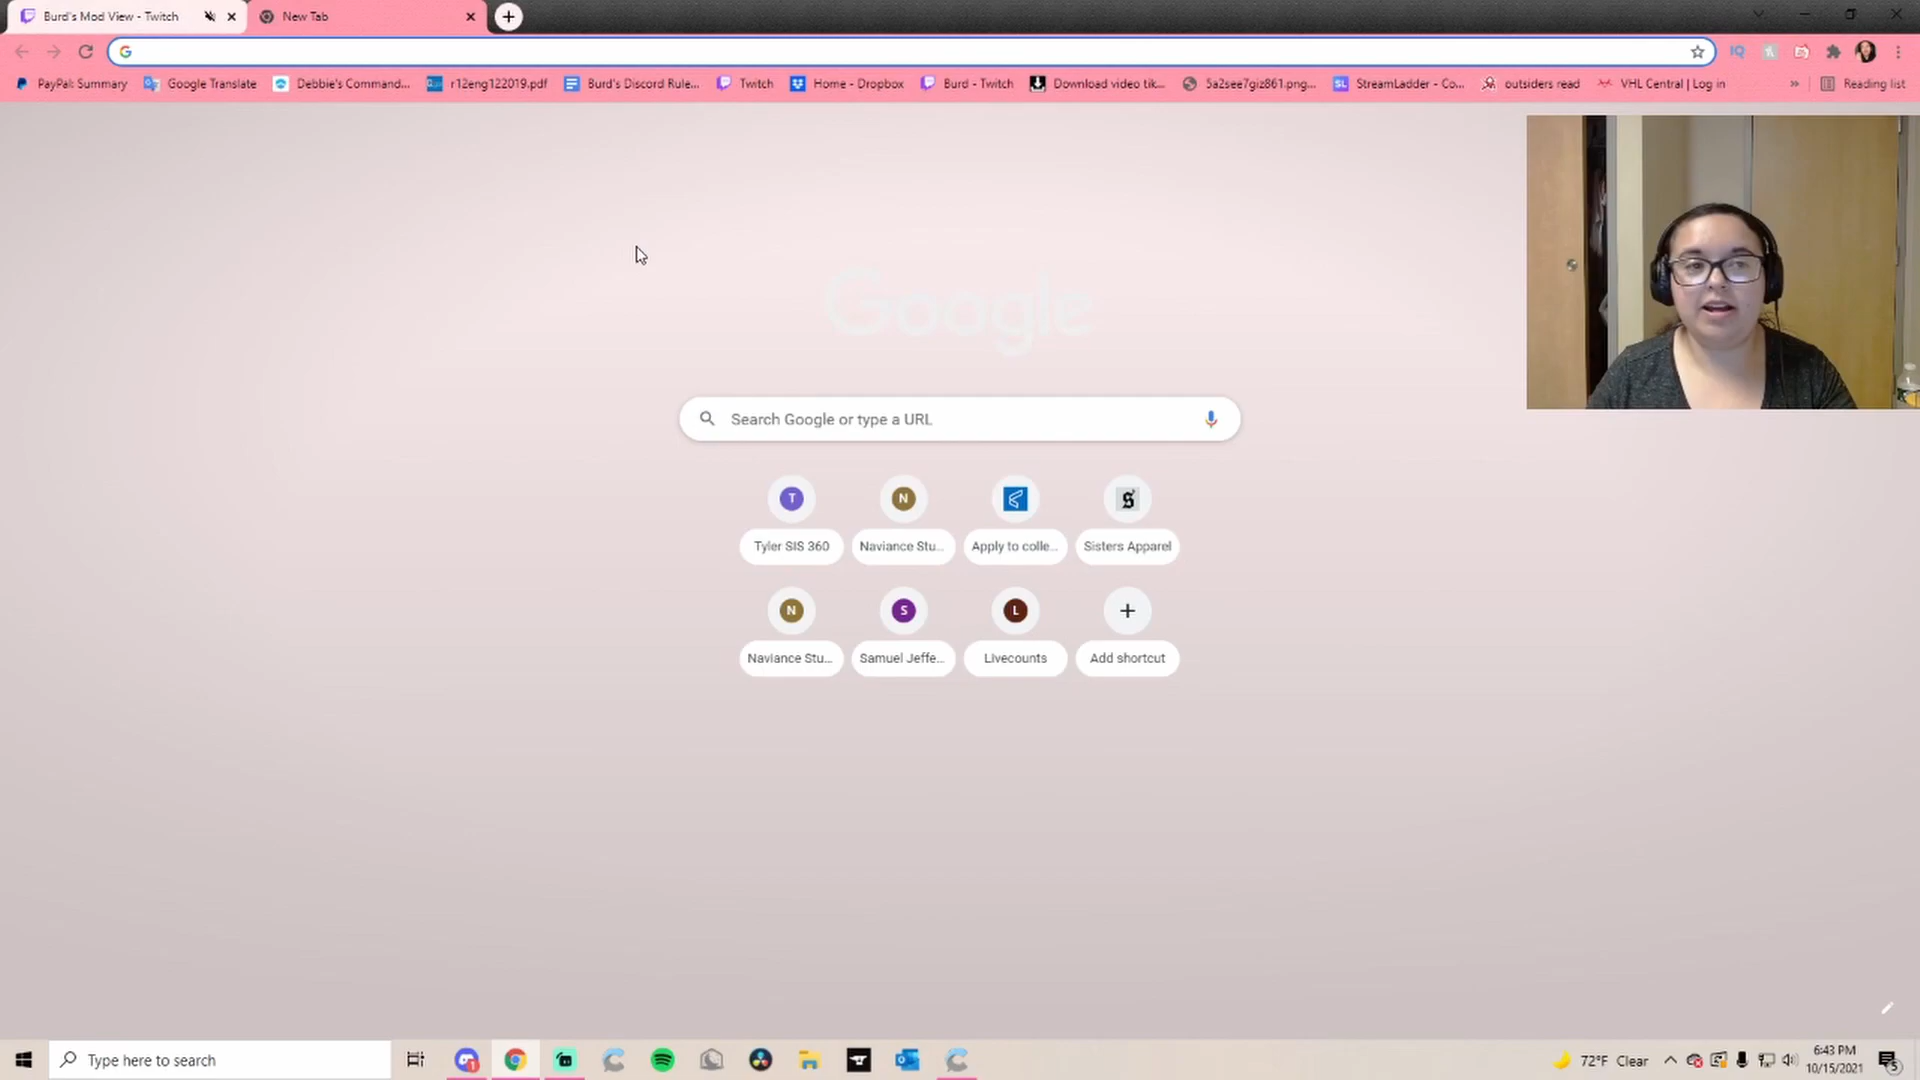 Burd's Mod View - Twitch
New Tab
PayPal: Summary
Google Translate
Debbie's Command...
r12eng122019.pdf
Burd's Discord Rule...
Twitch
Home - Dropbox
Burd - Twitch
Download video tik...
5a2see7giz861.png...
StreamLadder - Co...
outsiders read
VHL Central | Log in
»
Reading list
Google
Search Google or type a URL
T
N
S
Tyler SIS 360
Naviance Stu...
Apply to colle...
Sisters Apparel
N
S
L
Naviance Stu...
Samuel Jeffe...
Livecounts
Add shortcut
Type here to search
72°F Clear
6:43 PM
10/15/2021
5